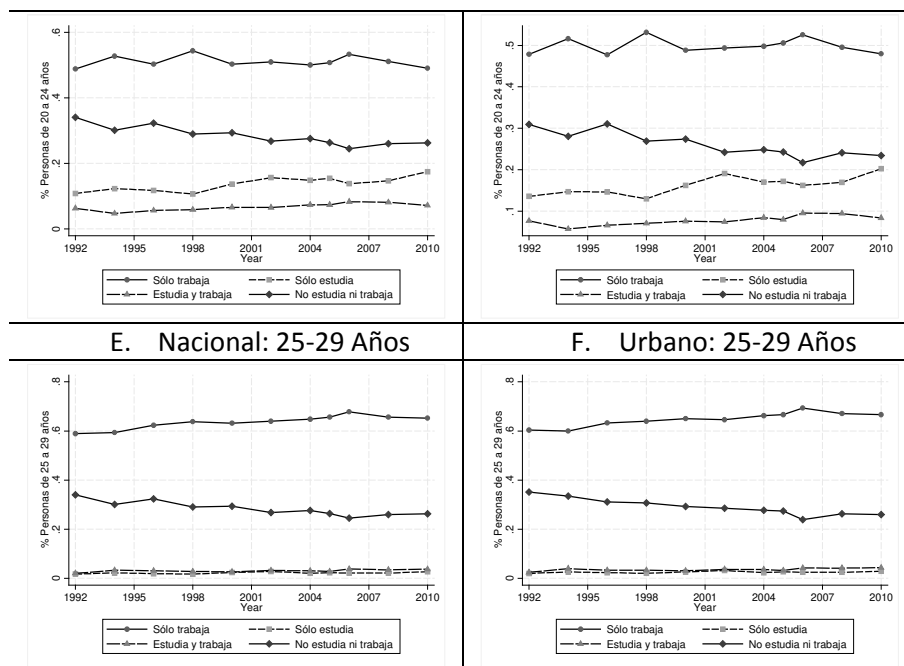 % Personas de 20 a 24 años
.6
.4
.2
0
1992 1995 1998 2001 2004 2007 2010
Year
Sólo trabaja Sólo estudia
Estudia y trabaja No estudia ni trabaja
% Personas de 20 a 24 años
.5
.4
.3
.2
.1
1992 1995 1998 2001 2004 2007 2010
Year
Sólo trabaja Sólo estudia
Estudia y trabaja No estudia ni trabaja
E. Nacional: 25-29 Años
F. Urbano: 25-29 Años
% Personas de 25 a 29 años
.8
.6
.4
.2
0
1992 1995 1998 2001 2004 2007 2010
Year
Sólo trabaja Sólo estudia
Estudia y trabaja No estudia ni trabaja
% Personas de 25 a 29 años
.8
.6
.4
.2
0
1992 1995 1998 2001 2004 2007 2010
Year
Sólo trabaja Sólo estudia
Estudia y trabaja No estudia ni trabaja